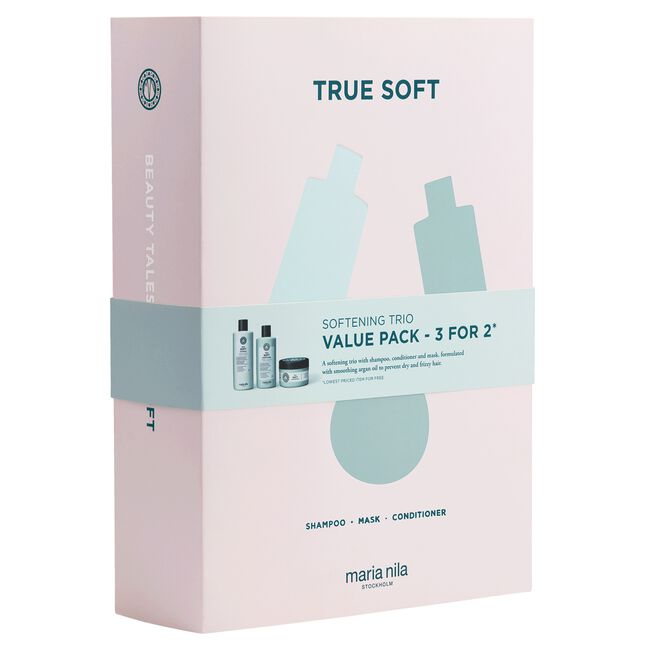 TRUE SOFT
BEAUTY TALES
SOFTENING TRIO
VALUE PACK - 3 FOR 2*
A softening trio with shampoo, conditioner and mask, formulated
with smoothing argan oil to prevent dry and frizzy hair.
*LOWEST PRICED ITEM FOR FREE
SHAMPOO • MASK • CONDITIONER
maria nila
STOCKHOLM